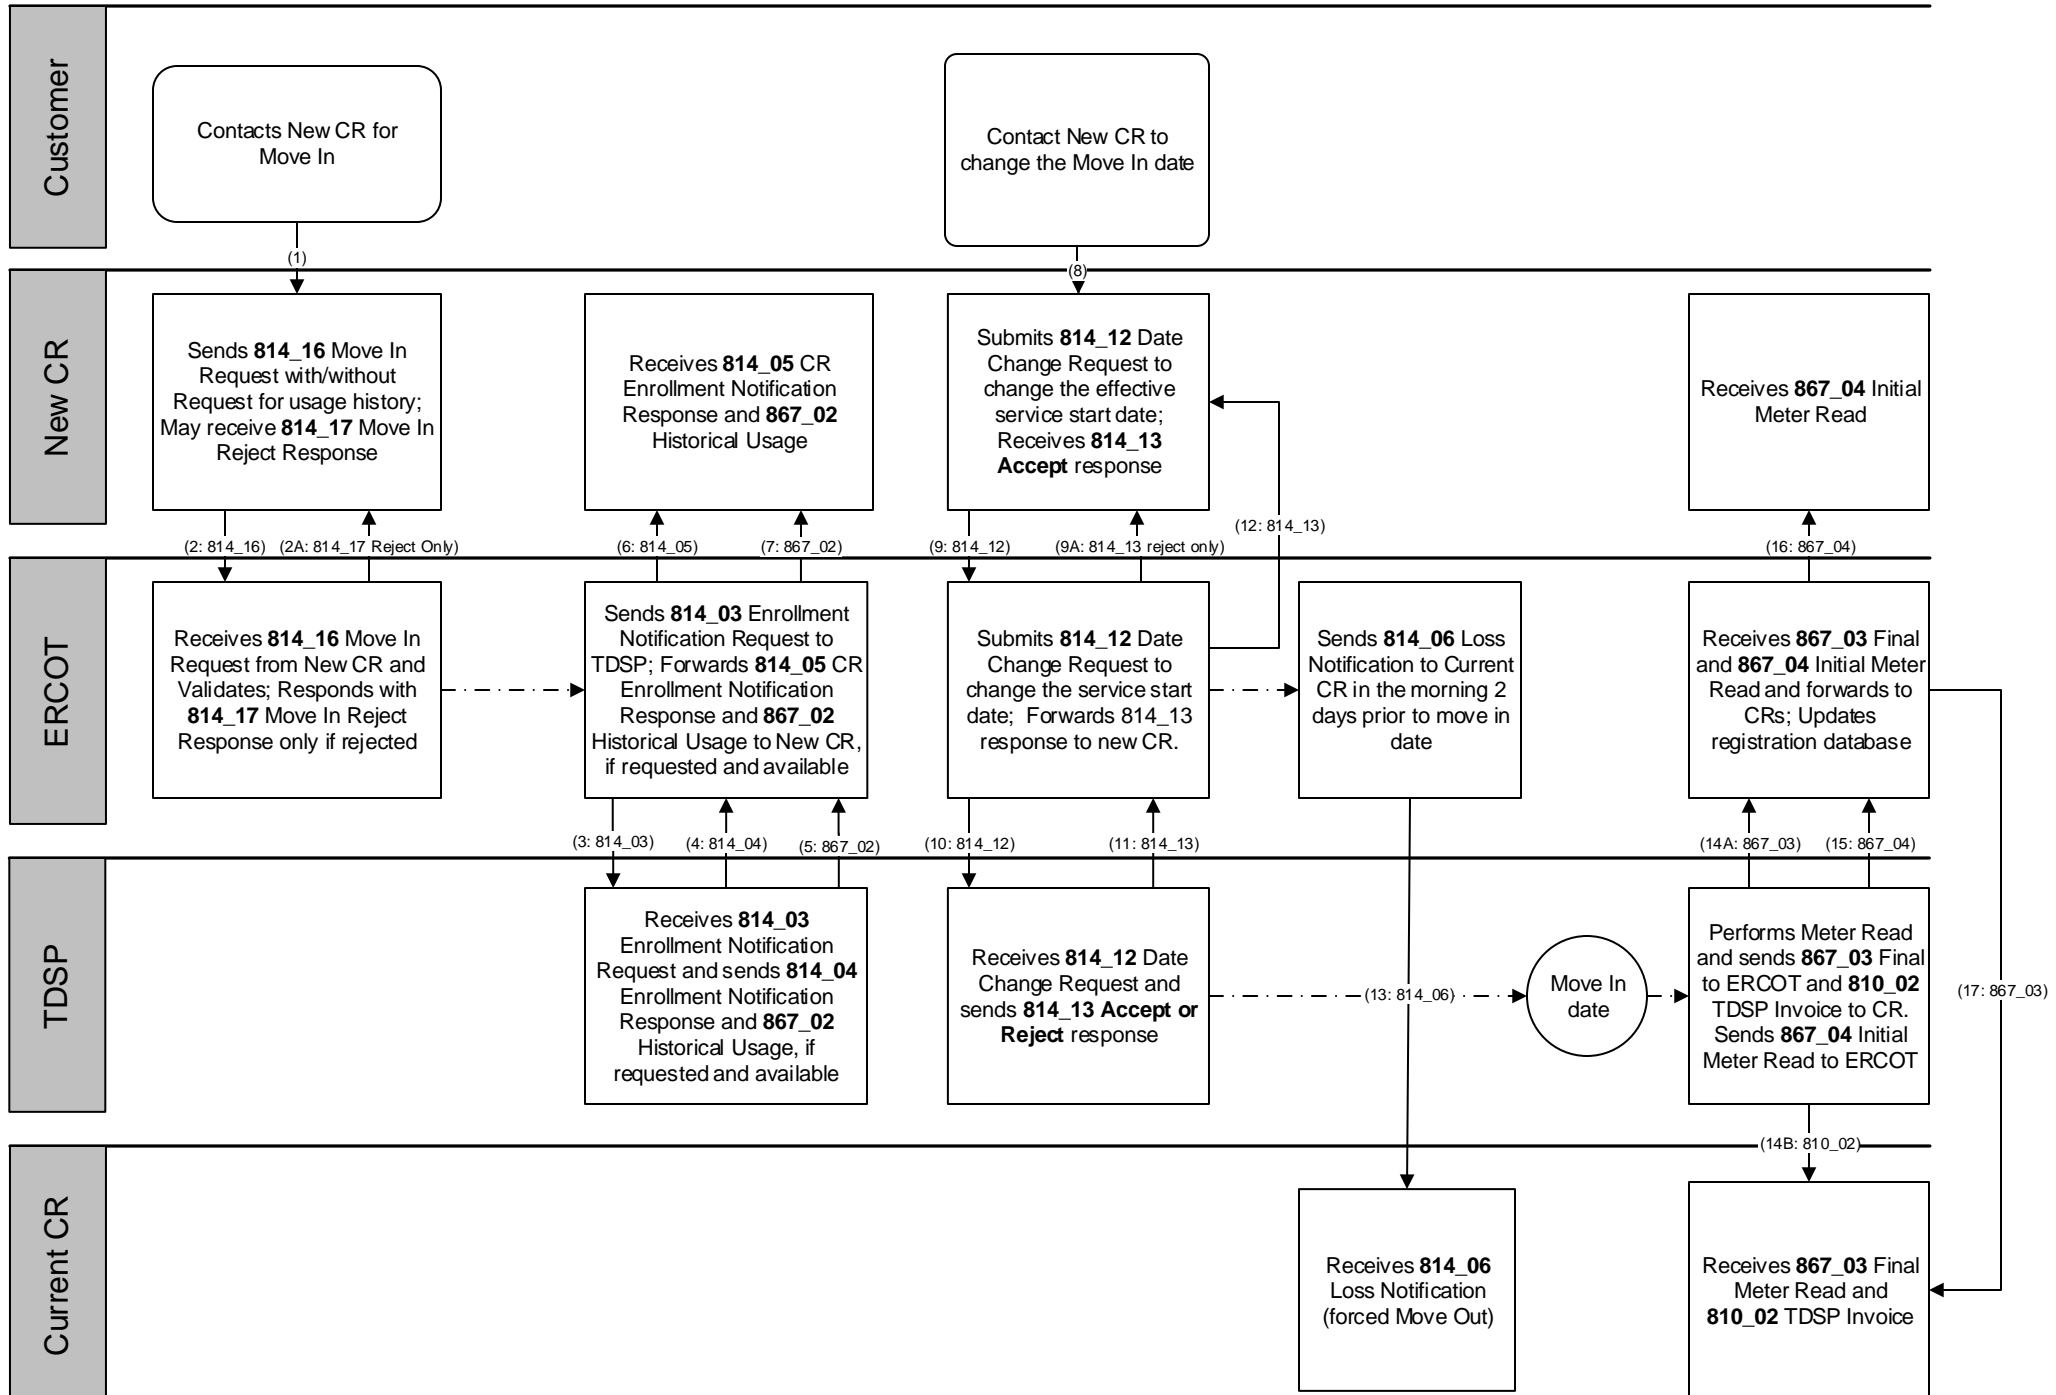 Customer
Contacts New CR for
Move In
Contact New CR to
change the Move In date
(1)
(8)
New CR
Sends 814_16 Move In
Request with/without
Request for usage history;
May receive 814_17 Move In
Reject Response
Receives 814_05 CR
Enrollment Notification
Response and 867_02
Historical Usage
Submits 814_12 Date
Change Request to
change the effective
service start date;
Receives 814_13
Accept response
Receives 867_04 Initial
Meter Read
(2: 814_16)
(2A: 814_17 Reject Only)
(6: 814_05)
(7: 867_02)
(9: 814_12)
(9A: 814_13 reject only)
(12: 814_13)
(16: 867_04)
ERCOT
Receives 814_16 Move In
Request from New CR and
Validates; Responds with
814_17 Move In Reject
Response only if rejected
Sends 814_03 Enrollment
Notification Request to
TDSP; Forwards 814_05 CR
Enrollment Notification
Response and 867_02
Historical Usage to New CR,
if requested and available
Submits 814_12 Date
Change Request to
change the service start
date; Forwards 814_13
response to new CR.
Sends 814_06 Loss
Notification to Current
CR in the morning 2
days prior to move in
date
Receives 867_03 Final
and 867_04 Initial Meter
Read and forwards to
CRs; Updates
registration database
(3: 814_03)
(4: 814_04)
(5: 867_02)
(10: 814_12)
(11: 814_13)
(14A: 867_03)
(15: 867_04)
TDSP
Receives 814_03
Enrollment Notification
Request and sends 814_04
Enrollment Notification
Response and 867_02
Historical Usage, if
requested and available
Receives 814_12 Date
Change Request and
sends 814_13 Accept or
Reject response
(13: 814_06)
Move In
date
Performs Meter Read
and sends 867_03 Final
to ERCOT and 810_02
TDSP Invoice to CR.
Sends 867_04 Initial
Meter Read to ERCOT
(17: 867_03)
(14B: 810_02)
Current CR
Receives 814_06
Loss Notification
(forced Move Out)
Receives 867_03 Final
Meter Read and
810_02 TDSP Invoice